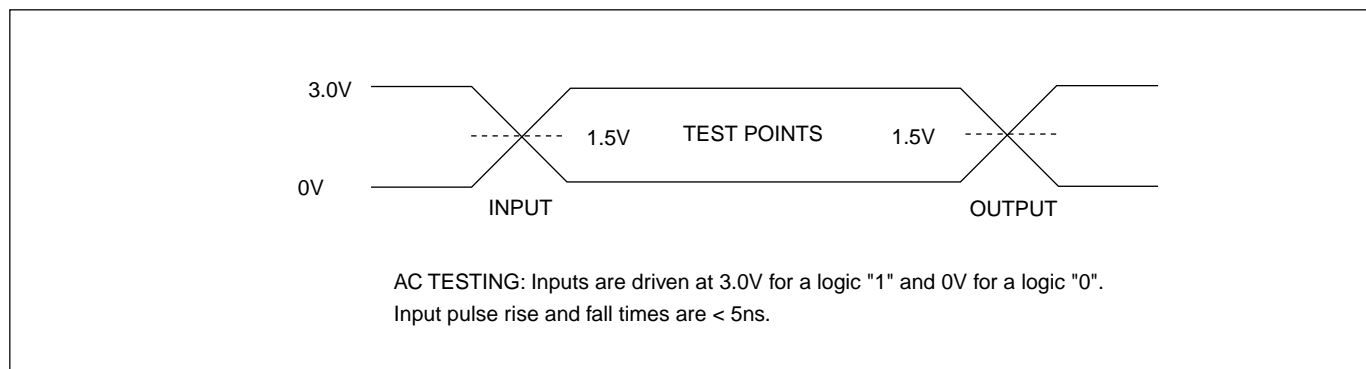 3.0V
1.5V TEST POINTS 1.5V
0V
INPUT OUTPUT
AC TESTING: Inputs are driven at 3.0V for a logic "1" and 0V for a logic "0".
Input pulse rise and fall times are < 5ns.